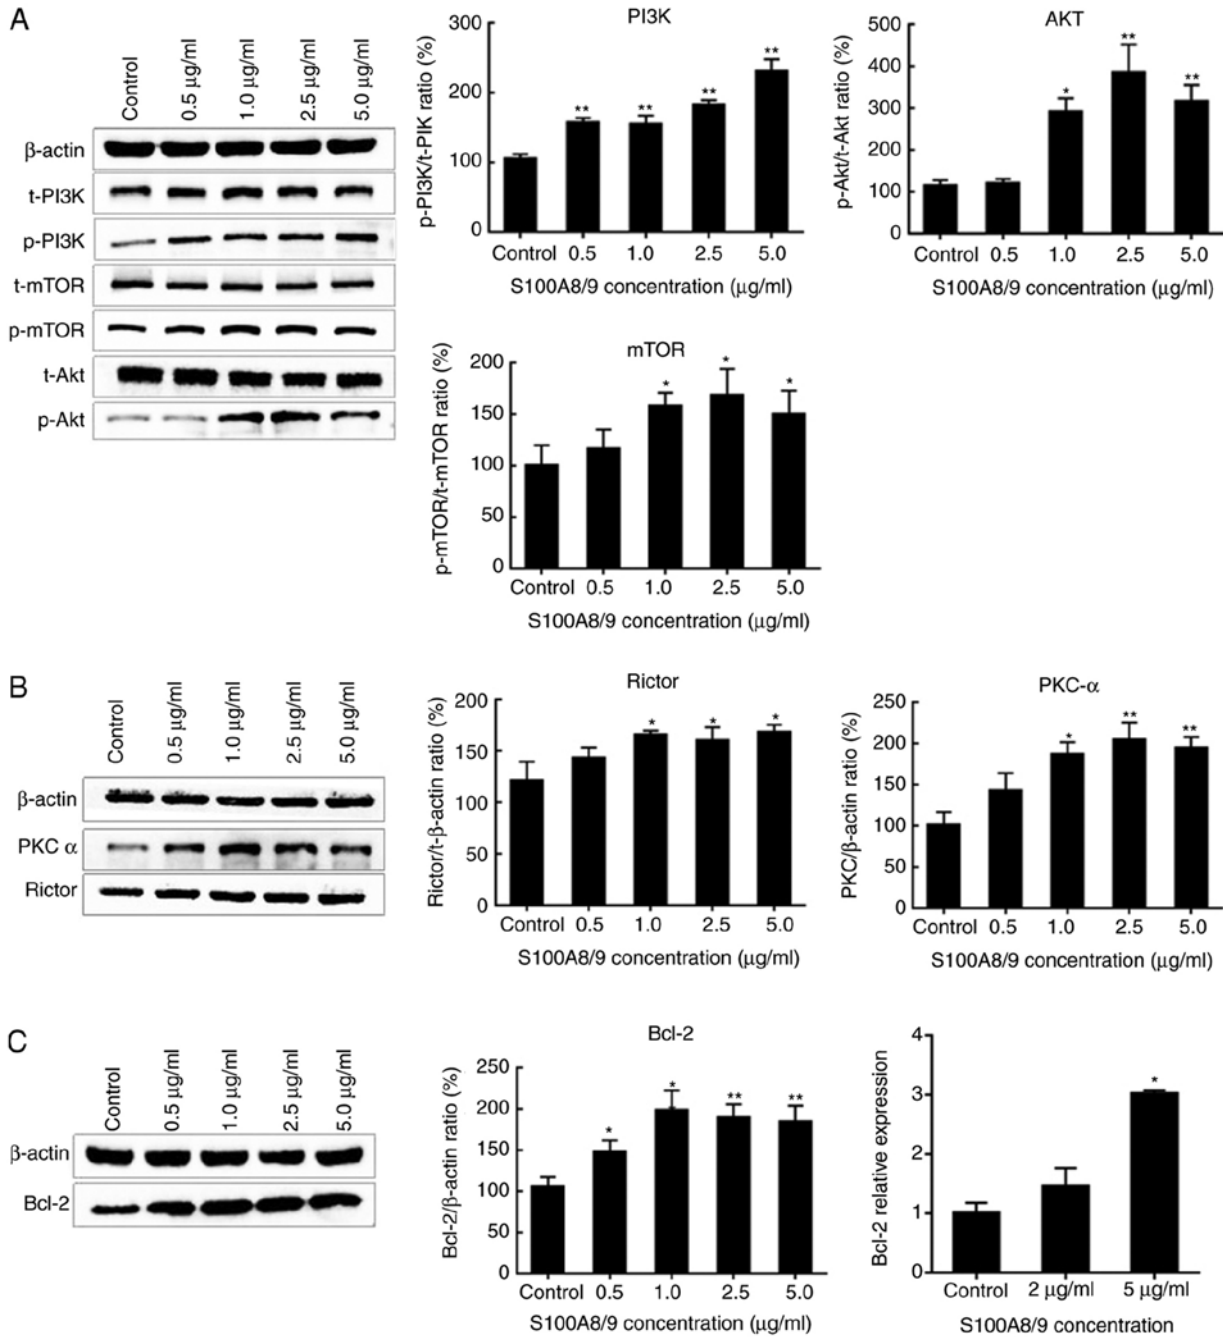 A
Control
0.5 μg/ml
1.0 μg/ml
2.5 μg/ml
5.0 μg/ml
β-actin
t-PI3K
p-PI3K
t-mTOR
p-mTOR
t-Akt
p-Akt
PI3K
p-PI3K/t-PIK ratio (%)
300
200
100
0
** ** ** **
Control 0.5 1.0 2.5 5.0
S100A8/9 concentration (μg/ml)
AKT
p-Akt/t-Akt ratio (%)
500
400
300
200
100
0
* ** **
Control 0.5 1.0 2.5 5.0
S100A8/9 concentration (μg/ml)
mTOR
p-mTOR/t-mTOR ratio (%)
200
150
100
50
0
* * *
Control 0.5 1.0 2.5 5.0
S100A8/9 concentration (μg/ml)
B
Control
0.5 μg/ml
1.0 μg/ml
2.5 μg/ml
5.0 μg/ml
β-actin
PKC α
Rictor
Rictor
Rictor/t-β-actin ratio (%)
200
150
100
50
0
* * *
Control 0.5 1.0 2.5 5.0
S100A8/9 concentration (μg/ml)
PKC-α
PKC/β-actin ratio (%)
250
200
150
100
50
0
* ** **
Control 0.5 1.0 2.5 5.0
S100A8/9 concentration (μg/ml)
C
Control
0.5 μg/ml
1.0 μg/ml
2.5 μg/ml
5.0 μg/ml
β-actin
Bcl-2
Bcl-2
Bcl-2/β-actin ratio (%)
250
200
150
100
50
0
* * ** **
Control 0.5 1.0 2.5 5.0
S100A8/9 concentration (μg/ml)
Bcl-2 relative expression
4
3
2
1
0
*
Control 2 μg/ml 5 μg/ml
S100A8/9 concentration